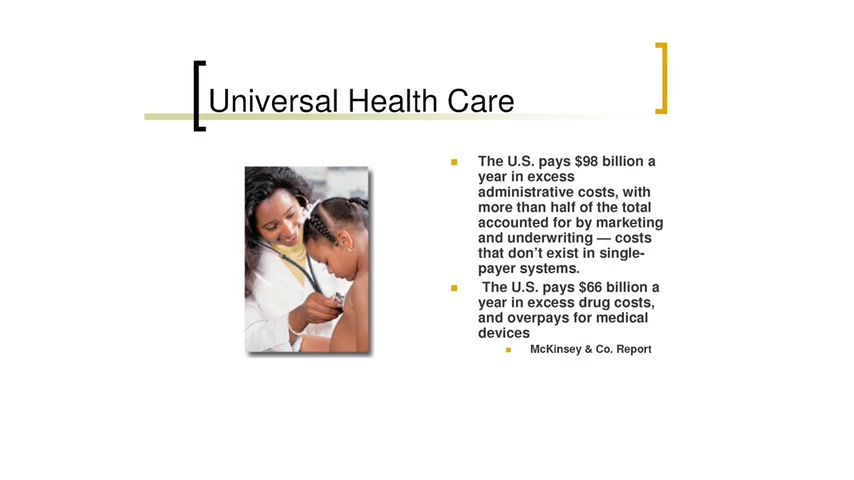 Universal Health Care
The U.S. pays $98 billion a
year in excess
administrative costs, with
more than half of the total
accounted for by marketing
and underwriting — costs
that don’t exist in single-
payer systems.
The U.S. pays $66 billion a
year in excess drug costs,
and overpays for medical
devices
McKinsey & Co. Report